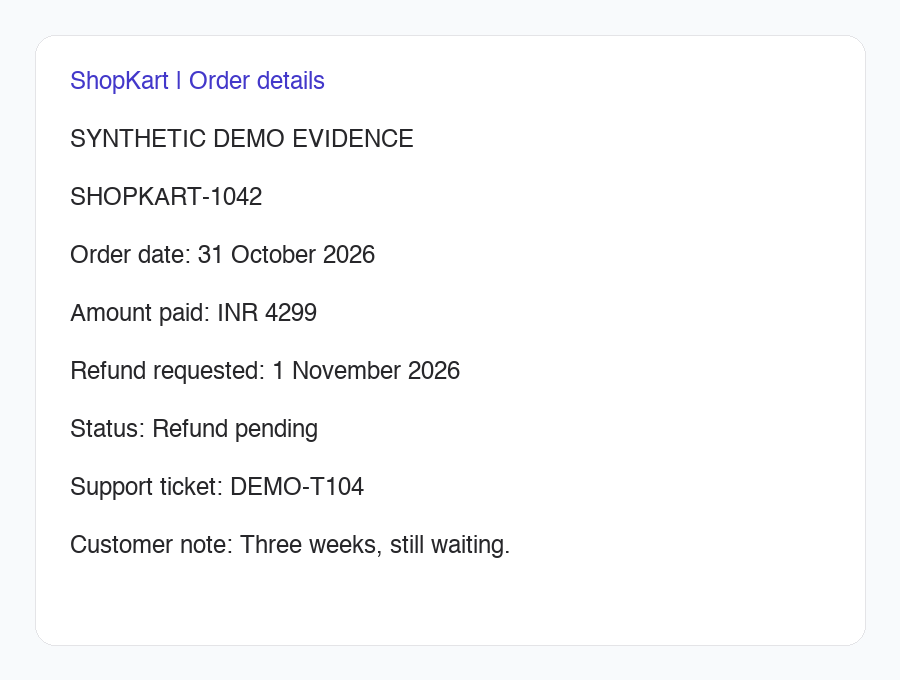 ShopKart | Order details
SYNTHETIC DEMO EVIDENCE
SHOPKART-1042
Order date: 31 October 2026
Amount paid: INR 4299
Refund requested: 1 November 2026
Status: Refund pending
Support ticket: DEMO-T104
Customer note: Three weeks, still waiting.